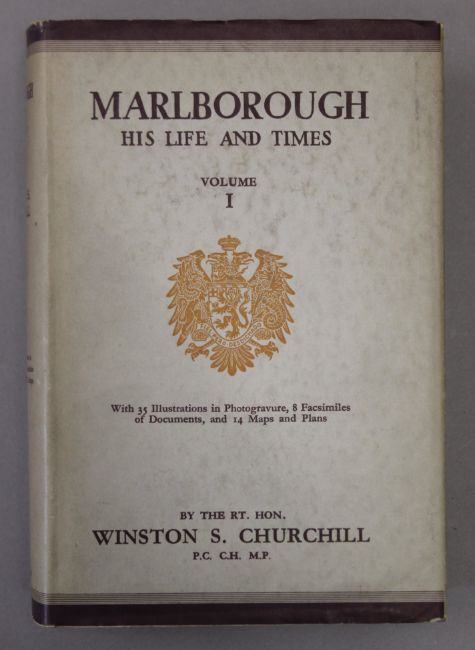 MARLBOROUGH
HIS LIFE AND TIMES
VOLUME
I
With 35 Illustrations in Photogravure, 8 Facsimiles
of Documents, and 14 Maps and Plans
BY THE RT. HON.
WINSTON S. CHURCHILL
P.C. C.H. M.P.